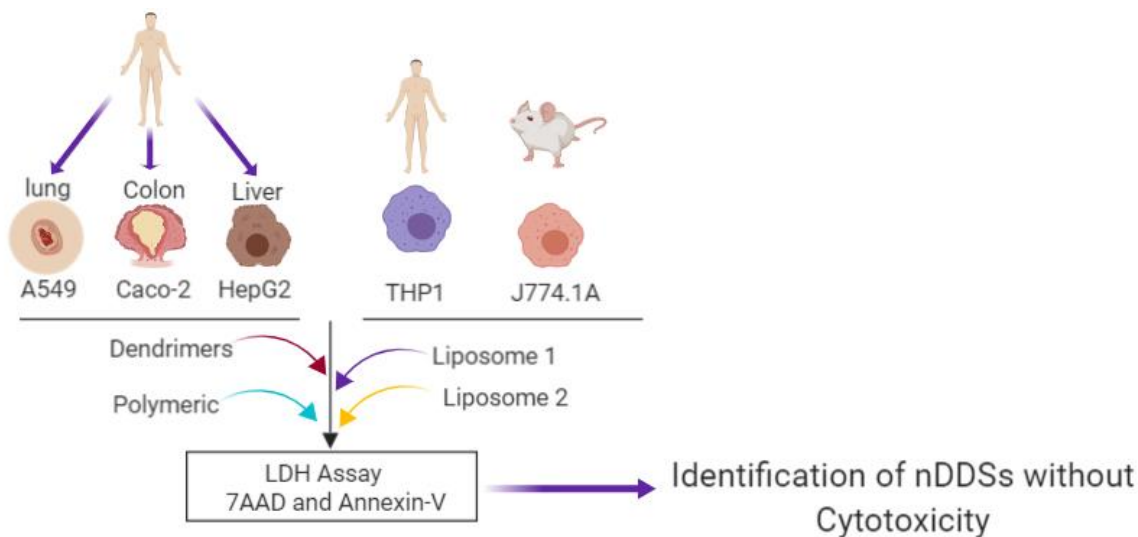 lung Colon Liver
A549 Caco-2 HepG2 THP1 J774.1A
Dendrimers
Liposome 1
Polymeric
Liposome 2
LDH Assay
7AAD and Annexin-V
Identification of nDDSs without
Cytotoxicity